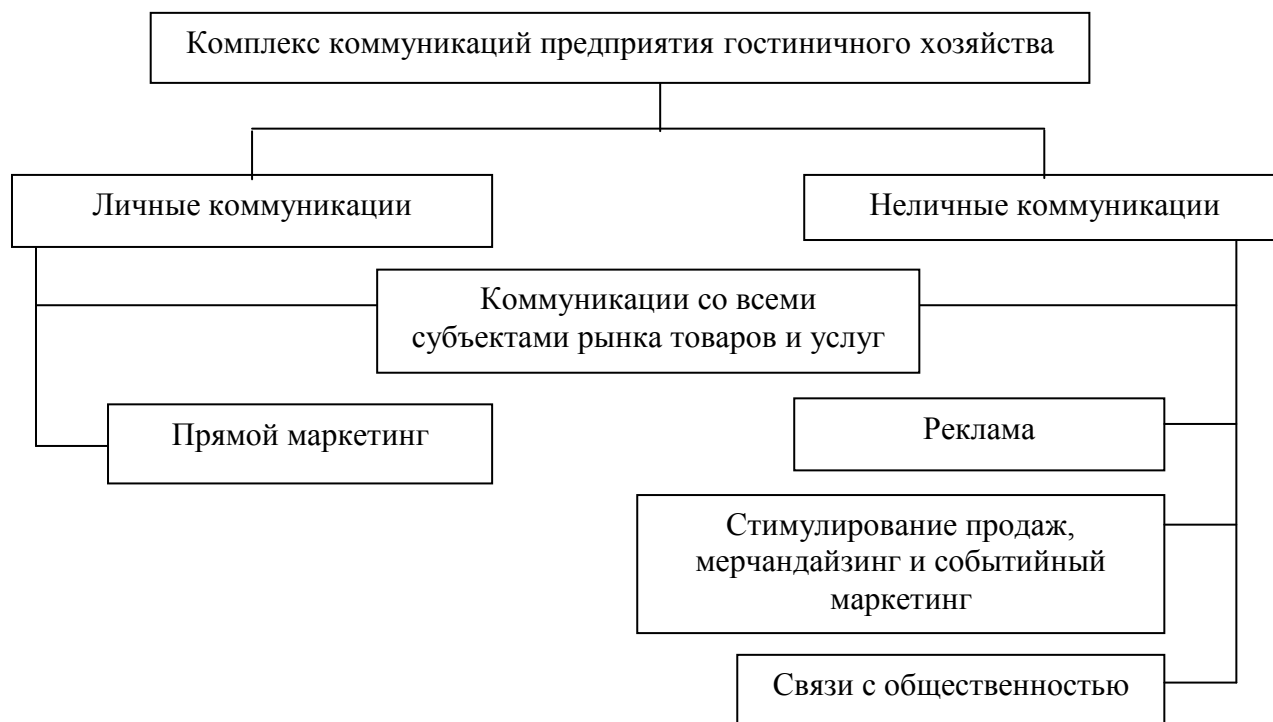 Комплекс коммуникаций предприятия гостиничного хозяйства
Личные коммуникации
Неличные коммуникации
Коммуникации со всеми
субъектами рынка товаров и услуг
Прямой маркетинг
Реклама
Стимулирование продаж,
мерчандайзинг и событийный
маркетинг
Связи с общественностью